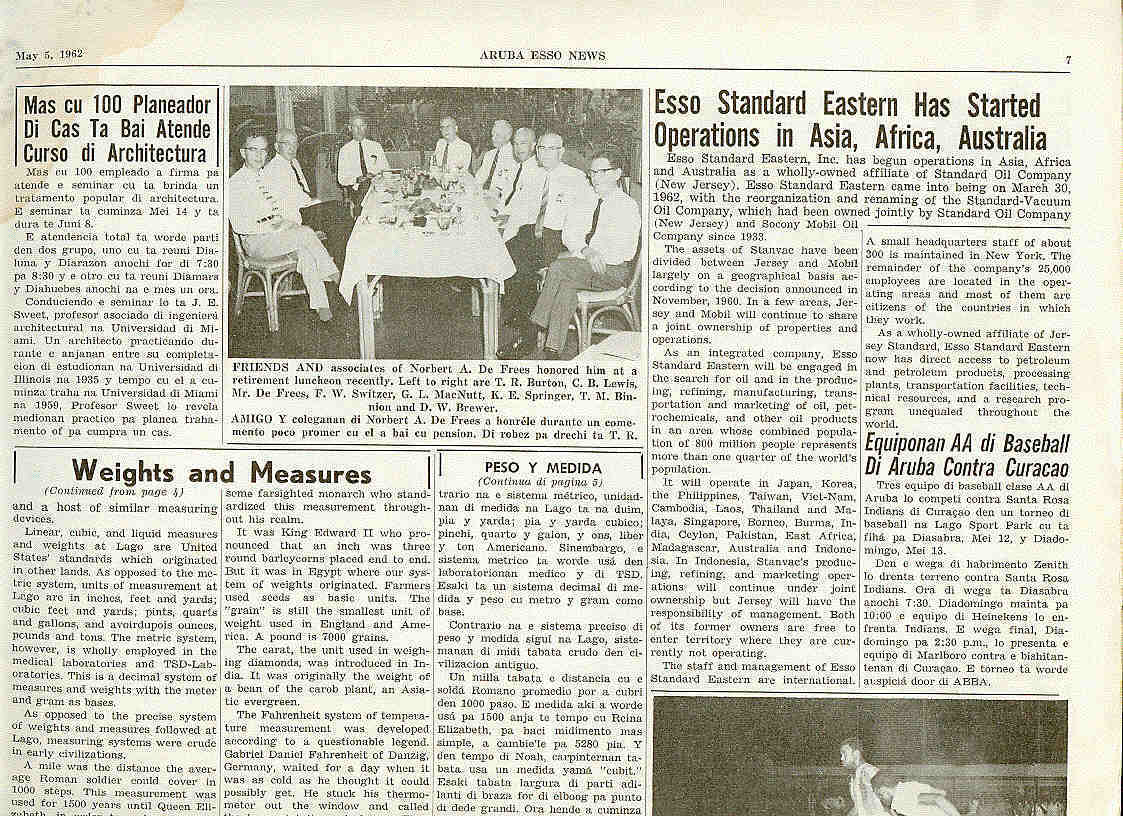 May 5, 1962
ARUBA ESSO NEWS
7
Mas cu 100 Planeador
Di Cas Ta Bai Atende
Curso di Architectura
Mas cu 100 empleado a firma pa
atende e seminar cu ta brinda un
tratamento popular di architectura.
E seminar ta cuminza Mei 14 y ta
dura te Juni 8.
E atendencia total ta worde parti
den dos grupo, uno cu ta reuni Dia-
luna y Diarazon anochi for di 7:30
pa 8:30 y e otro cu ta reuni Diamars
y Diahuebes anochi na e mes un ora.
Conduciendo e seminar lo ta J. E.
Sweet, profesor asociado di ingenierá
architectural na Universidad di Mi-
ami. Un architecto practicando du-
rante e anjanan entre su completa-
cion di estudionan na Universidad di
Illinois na 1935 y tempo cu el a cu-
minza traha na Universidad di Miami
na 1959, Profesor Sweet lo revela
medionan practico pa planea traha-
mento of pa cumpra un cas.
FRIENDS AND associates of Norbert A. De Frees honored him at a
retirement luncheon recently. Left to right are T. R. Burton, C. B. Lewis,
Mr. De Frees, F. W. Switzer, G. L. MacNutt, K. E. Springer, T. M. Bin-
nion and D. W. Brewer.
AMIGO Y coleganan di Norbert A. De Frees a honréle durante un come-
mento poco promer cu el a bai cu pension. Di robez pa drechi ta T. R.
Esso Standard Eastern Has Started
Operations in Asia, Africa, Australia
Esso Standard Eastern, Inc. has begun operations in Asia, Africa
and Australia as a wholly-owned affiliate of Standard Oil Company
(New Jersey). Esso Standard Eastern came into being on March 30,
1962, with the reorganization and renaming of the Standard-Vacuum
Oil Company, which had been owned jointly by Standard Oil Company
(New Jersey) and Socony Mobil Oil
Company since 1933.
The assets of Stanvac have been
divided between Jersey and Mobil
largely on a geographical basis ac-
cording to the decision announced in
November, 1960. In a few areas, Jer-
sey and Mobil will continue to share
a joint ownership of properties and
operations.
As an integrated company, Esso
Standard Eastern will be engaged in
the search for oil and in the produc-
ing, refining, manufacturing, trans-
portation and marketing of oil, pet-
rochemicals, and other oil products
in an area whose combined popula-
tion of 800 million people represents
more than one quarter of the world's
population.
It will operate in Japan, Korea,
the Philippines, Taiwan, Viet-Nam,
Cambodia, Laos, Thailand and Ma-
laya, Singapore, Borneo, Burma, In-
dia, Ceylon, Pakistan, East Africa,
Madagascar, Australia and Indone-
sia. In Indonesia, Stanvac's produc-
ing, refining, and marketing oper-
ations will continue under joint
ownership but Jersey will have the
responsibility of management. Both
of its former owners are free to
enter territory where they are cur-
rently not operating.
The staff and management of Esso
Standard Eastern are international.
A small headquarters staff of about
300 is maintained in New York. The
remainder of the company's 25,000
employees are located in the oper-
ating areas and most of them are
citizens of the countries in which
they work.
As a wholly-owned affiliate of Jer-
sey Standard, Esso Standard Eastern
now has direct access to petroleum
and petroleum products, processing
plants, transportation facilities, tech-
nical resources, and a research pro-
gram unequaled throughout the
world.
Equiponan AA di Baseball
Di Aruba Contra Curacao
Tres equipo di baseball clase AA di
Aruba lo competi contra Santa Rosa
Indians di Curaçao den un torneo di
baseball na Lago Sport Park cu ta
fihá pa Diasabra, Mei 12, y Diado-
mingo, Mei 13.
Den e wega di habrimento Zenith
lo drenta terreno contra Santa Rosa
Indians. Ora di wega ta Diasabra
anochi 7:30. Diadomingo mainta pa
10:00 e equipo di Heinekens lo en-
frenta Indians. E wega final, Dia-
domingo pa 2:30 p.m., lo presenta e
equipo di Marlboro contra e bishitan-
tenan di Curaçao. E torneo ta worde
auspiciá door di ABBA.
Weights and Measures
(Continued from page 4)
and a host of similar measuring
devices.
Linear, cubic, and liquid measures
and weights at Lago are United
States' standards which originated
in other lands. As opposed to the me-
tric system, units of measurement at
Lago are in inches, feet and yards;
cubic feet and yards; pints, quarts
and gallons, and avoirdupois ounces,
pounds and tons. The metric system,
however, is wholly employed in the
medical laboratories and TSD-Lab-
oratories. This is a decimal system of
measures and weights with the meter
and gram as bases.
As opposed to the precise system
of weights and measures followed at
Lago, measuring systems were crude
in early civilizations.
A mile was the distance the aver-
age Roman soldier could cover in
1000 steps. This measurement was
used for 1500 years until Queen Eli-
some farsighted monarch who stand-
ardized this measurement through-
out his realm.
It was King Edward II who pro-
nounced that an inch was three
round barleycorns placed end to end.
But it was in Egypt where our sys-
tem of weights originated. Farmers
used seeds as basic units. The
"grain" is still the smallest unit of
weight used in England and Ame-
rica. A pound is 7000 grains.
The carat, the unit used in weigh-
ing diamonds, was introduced in In-
dia. It was originally the weight of
a bean of the carob plant, an Asia-
tic evergreen.
The Fahrenheit system of tempera-
ture measurement was developed
according to a questionable legend.
Gabriel Daniel Fahrenheit of Danzig,
Germany, waited for a day when it
was as cold as he thought it could
possibly get. He stuck his thermo-
meter out the window and called
PESO Y MEDIDA
(Continua di pagina 5)
trario na e sistema métrico, unidad-
nan di medida na Lago ta na duim,
pia y yarda; pia y yarda cubico;
pinchi, quarto y galon, y ons, liber
y ton Americano. Sinembargo, e
sistema metrico ta worde usá den
laboratorionan medico y di TSD.
Esaki ta un sistema decimal di me-
dida y peso cu metro y gram como
base.
Contrario na e sistema preciso di
peso y medida siguí na Lago, siste-
manan di midi tabata crudo den ci-
vilizacion antiguo.
Un milla tabata e distancia cu e
soldá Romano promedio por a cubri
den 1000 paso. E medida aki a worde
usá pa 1500 anja te tempo cu Reina
Elizabeth, pa haci midimento mas
simple, a cambie'le pa 5280 pia. Y
den tempo di Noah, carpinternan ta-
bata usa un medida yamá "cubit."
Esaki tabata largura di parti adi-
lanti di braza for di elboog pa punto
di dede grandi. Ora hende a cuminza